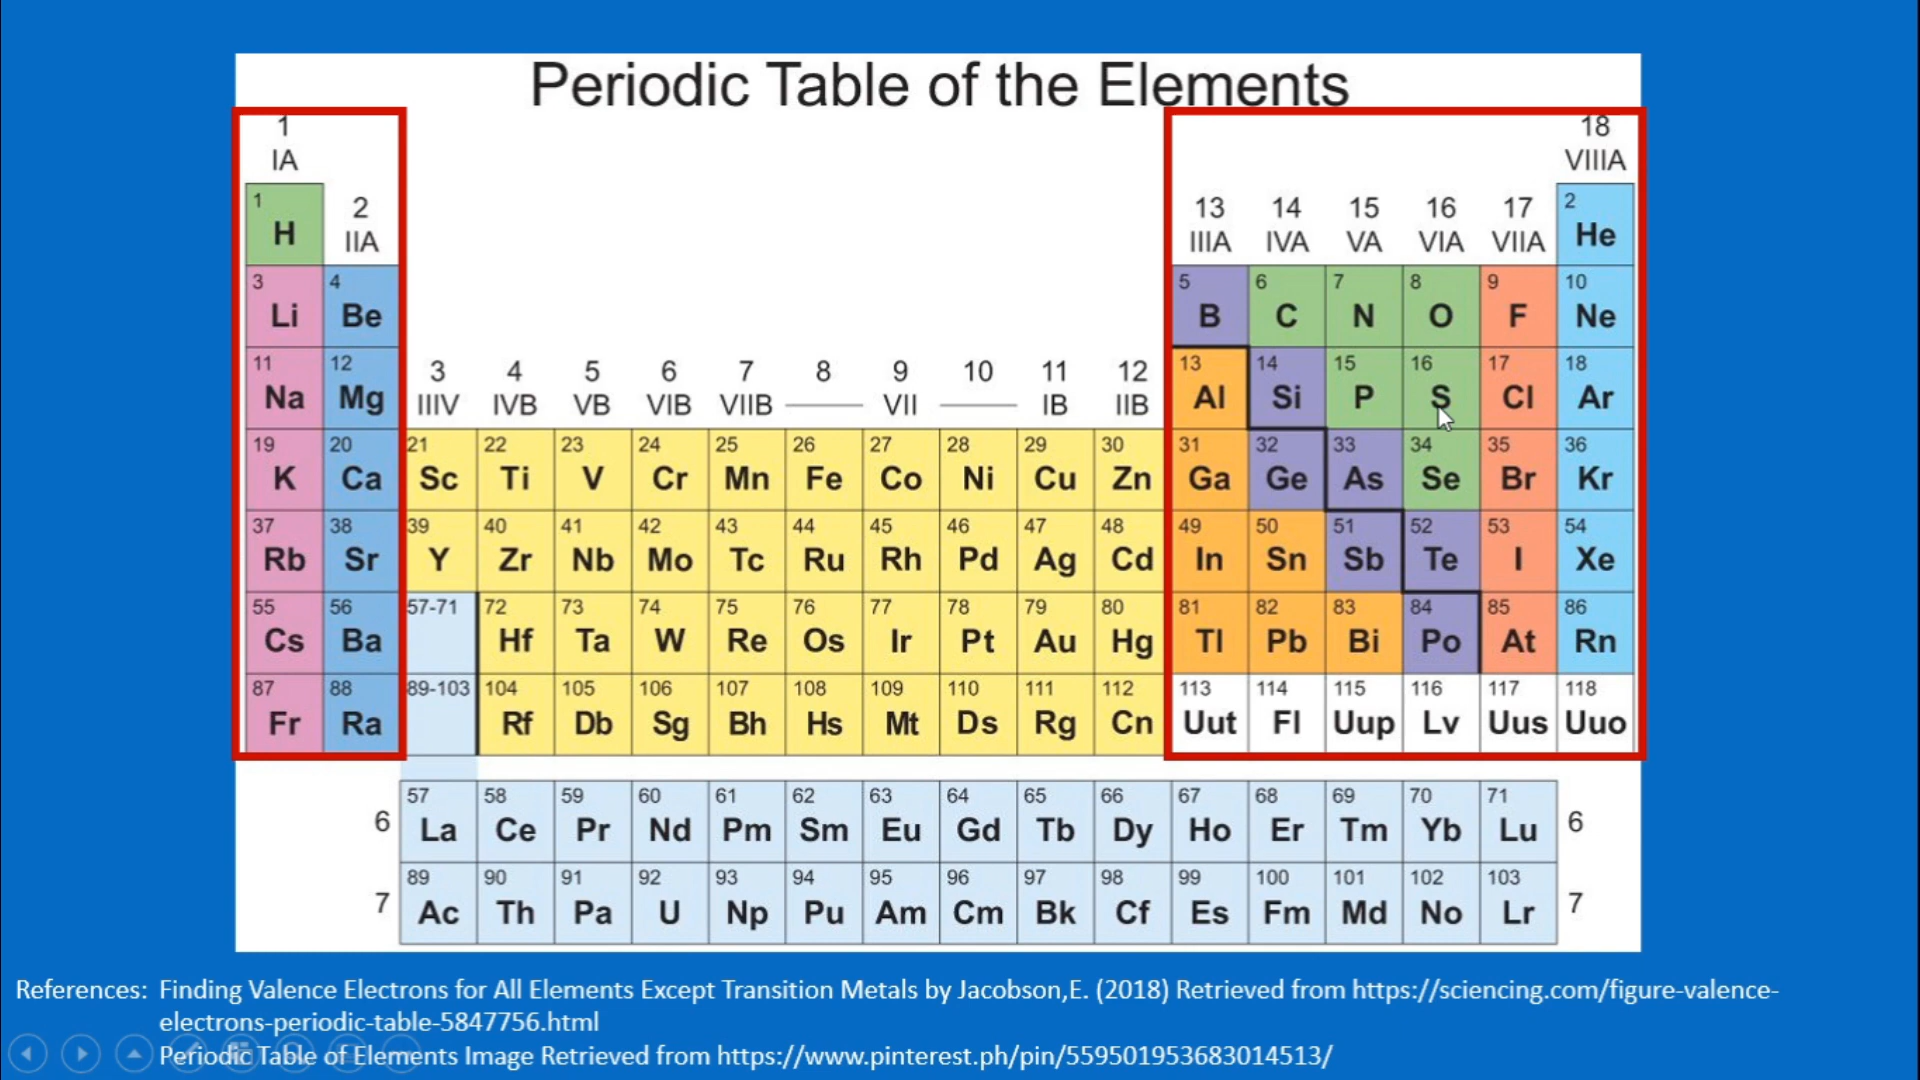 Periodic Table of the Elements
1 18
IA VIIIA
1 2 13 14 15 16 17 2
H IIA IIIA IVA VA VIA VIIA He
3 4 5 6 7 8 9 10
Li Be B C N O F Ne
11 12 3 4 5 6 7 8 9 10 11 12 13 14 15 16 17 18
Na Mg IIIV IVB VB VIB VIIB VII IB IIB Al Si P S Cl Ar
19 20 21 22 23 24 25 26 27 28 29 30 31 32 33 34 35 36
K Ca Sc Ti V Cr Mn Fe Co Ni Cu Zn Ga Ge As Se Br Kr
37 38 39 40 41 42 43 44 45 46 47 48 49 50 51 52 53 54
Rb Sr Y Zr Nb Mo Tc Ru Rh Pd Ag Cd In Sn Sb Te I Xe
55 56 57-71 72 73 74 75 76 77 78 79 80 81 82 83 84 85 86
Cs Ba Hf Ta W Re Os Ir Pt Au Hg Tl Pb Bi Po At Rn
87 88 89-103 104 105 106 107 108 109 110 111 112 113 114 115 116 117 118
Fr Ra Rf Db Sg Bh Hs Mt Ds Rg Cn Uut Fl Uup Lv Uus Uuo
57 58 59 60 61 62 63 64 65 66 67 68 69 70 71
6 La Ce Pr Nd Pm Sm Eu Gd Tb Dy Ho Er Tm Yb Lu 6
89 90 91 92 93 94 95 96 97 98 99 100 101 102 103
7 Ac Th Pa U Np Pu Am Cm Bk Cf Es Fm Md No Lr 7
References: Finding Valence Electrons for All Elements Except Transition Metals by Jacobson,E. (2018) Retrieved from https://sciencing.com/figure-valence-
electrons-periodic-table-5847756.html
Periodic Table of Elements Image Retrieved from https://www.pinterest.ph/pin/559501953683014513/